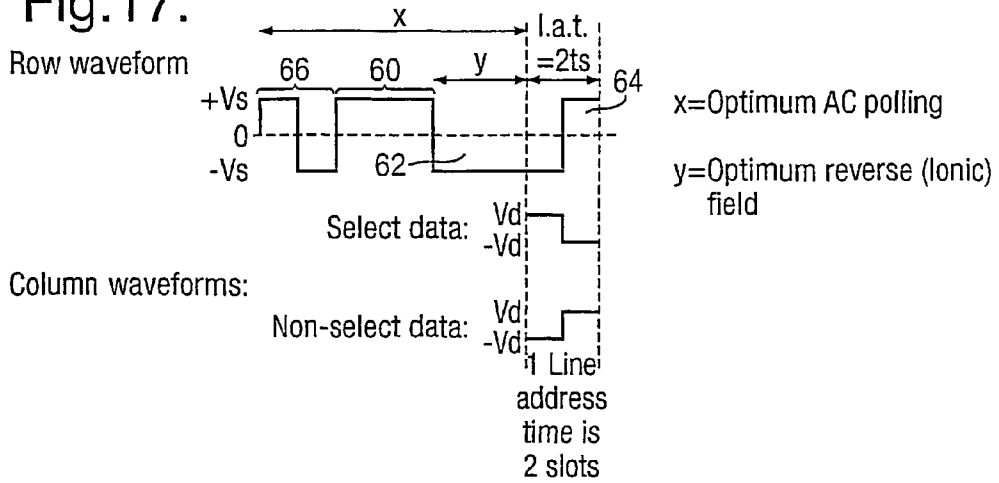 Fig.17.
x
l.a.t.
=2ts
Row waveform
66
60
y
64
+Vs
0
-Vs
62
x=Optimum AC polling
y=Optimum reverse (Ionic)
field
Select data:
Vd
-Vd
Column waveforms:
Non-select data:
Vd
-Vd
1 Line
address
time is
2 slots